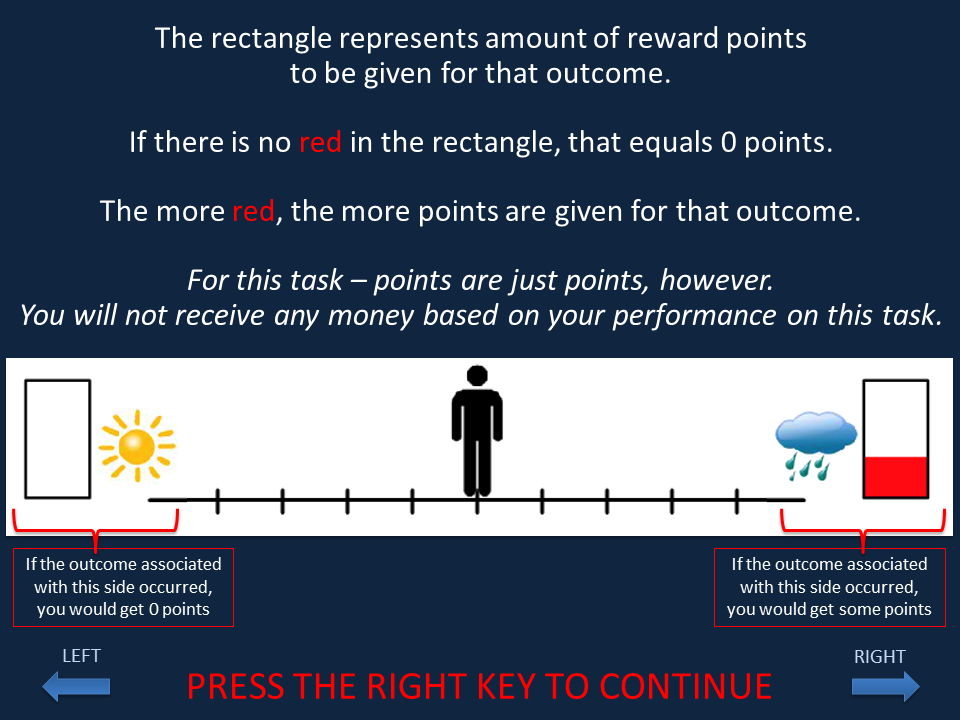 The rectangle represents amount of reward points
to be given for that outcome.
If there is no red in the rectangle, that equals 0 points.
The more red, the more points are given for that outcome.
For this task – points are just points, however.
You will not receive any money based on your performance on this task.
If the outcome associated
with this side occurred,
you would get 0 points
If the outcome associated
with this side occurred,
you would get some points
LEFT
RIGHT
PRESS THE RIGHT KEY TO CONTINUE